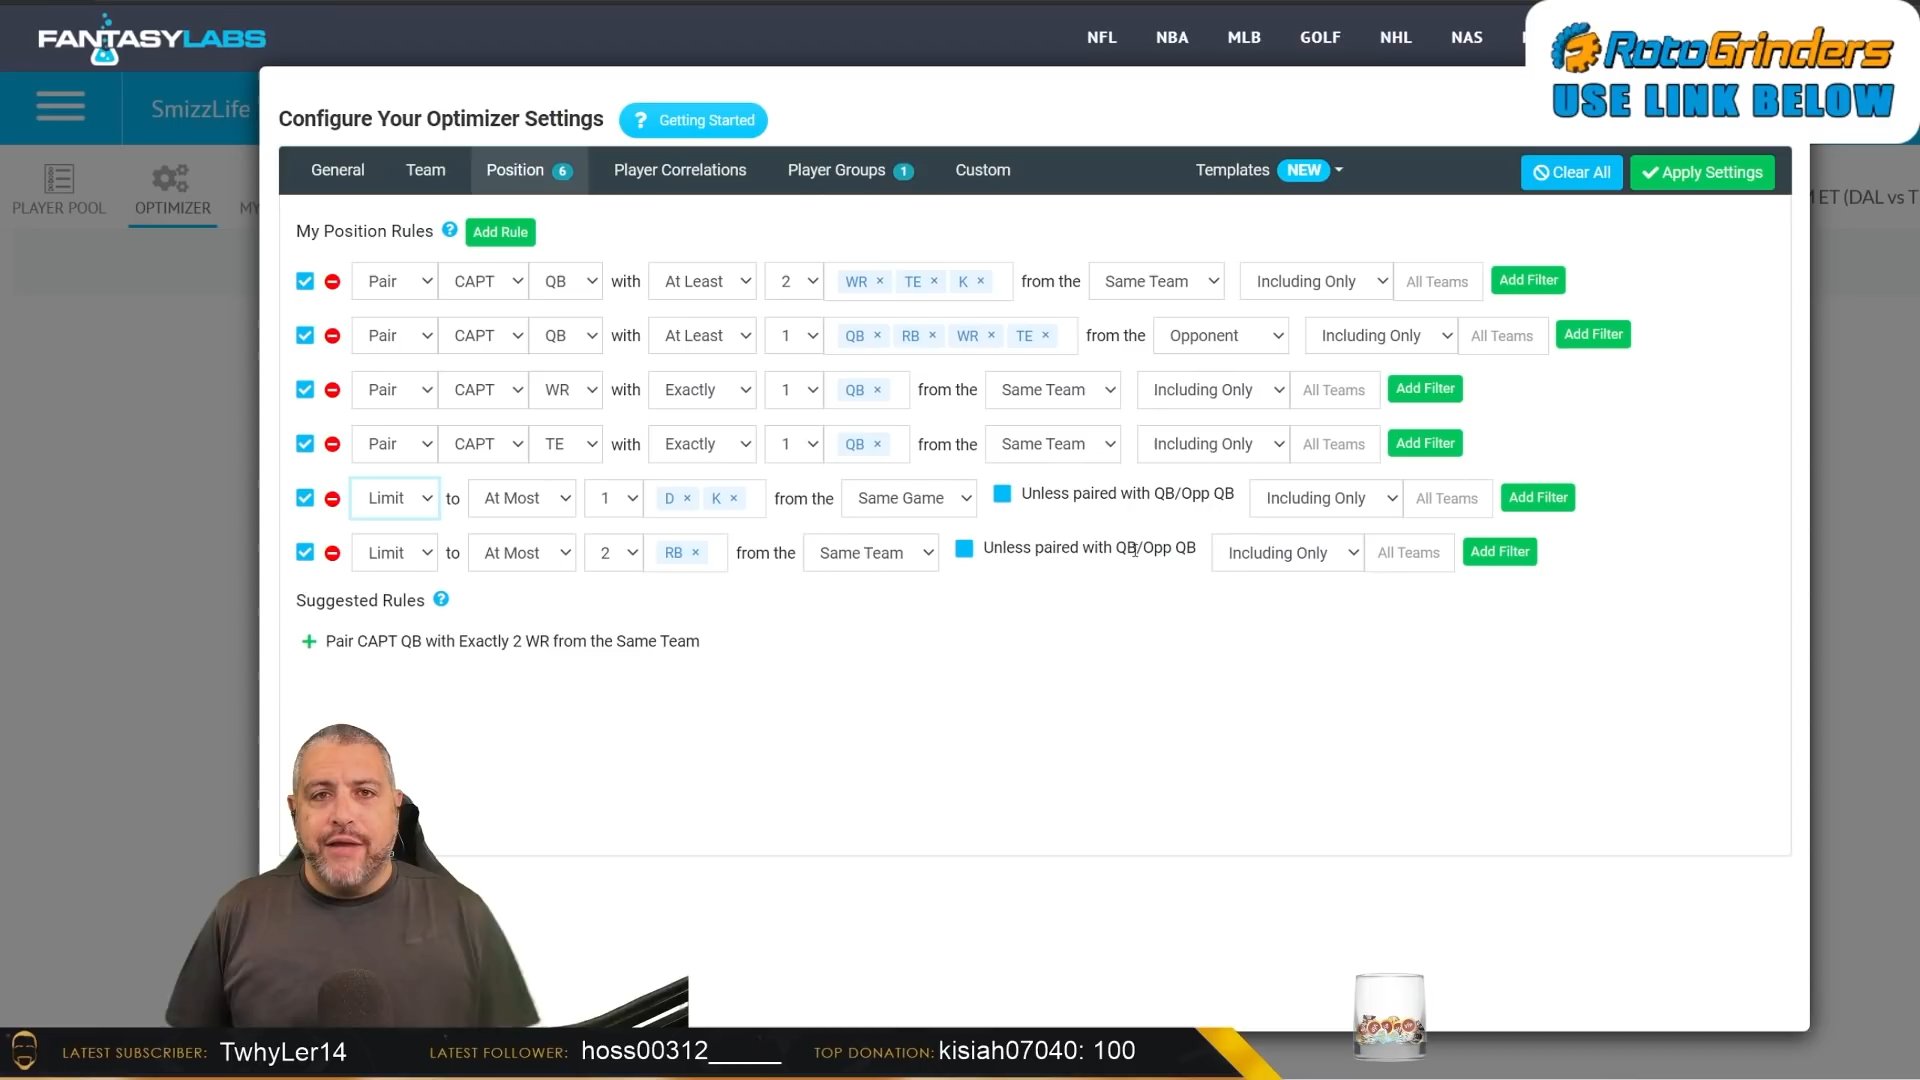 FANTASYLABS
NFL NBA MLB GOLF NHL NAS
RotoGrinders
USE LINK BELOW
SmizzLife
PLAYER POOL OPTIMIZER MY
M ET (DAL vs T
Configure Your Optimizer Settings ? Getting Started
General Team Position 6 Player Correlations Player Groups 1 Custom Templates NEW Clear All Apply Settings
My Position Rules ? Add Rule
Pair CAPT QB with At Least 2 WR × TE × K × from the Same Team Including Only All Teams Add Filter
Pair CAPT QB with At Least 1 QB × RB × WR × TE × from the Opponent Including Only All Teams Add Filter
Pair CAPT WR with Exactly 1 QB × from the Same Team Including Only All Teams Add Filter
Pair CAPT TE with Exactly 1 QB × from the Same Team Including Only All Teams Add Filter
Limit to At Most 1 D × K × from the Same Game Unless paired with QB/Opp QB Including Only All Teams Add Filter
Limit to At Most 2 RB × from the Same Team Unless paired with QB/Opp QB Including Only All Teams Add Filter
Suggested Rules ?
+ Pair CAPT QB with Exactly 2 WR from the Same Team
LATEST SUBSCRIBER: TwhyLer14 LATEST FOLLOWER: hoss00312_____ TOP DONATION: kisiah07040: 100